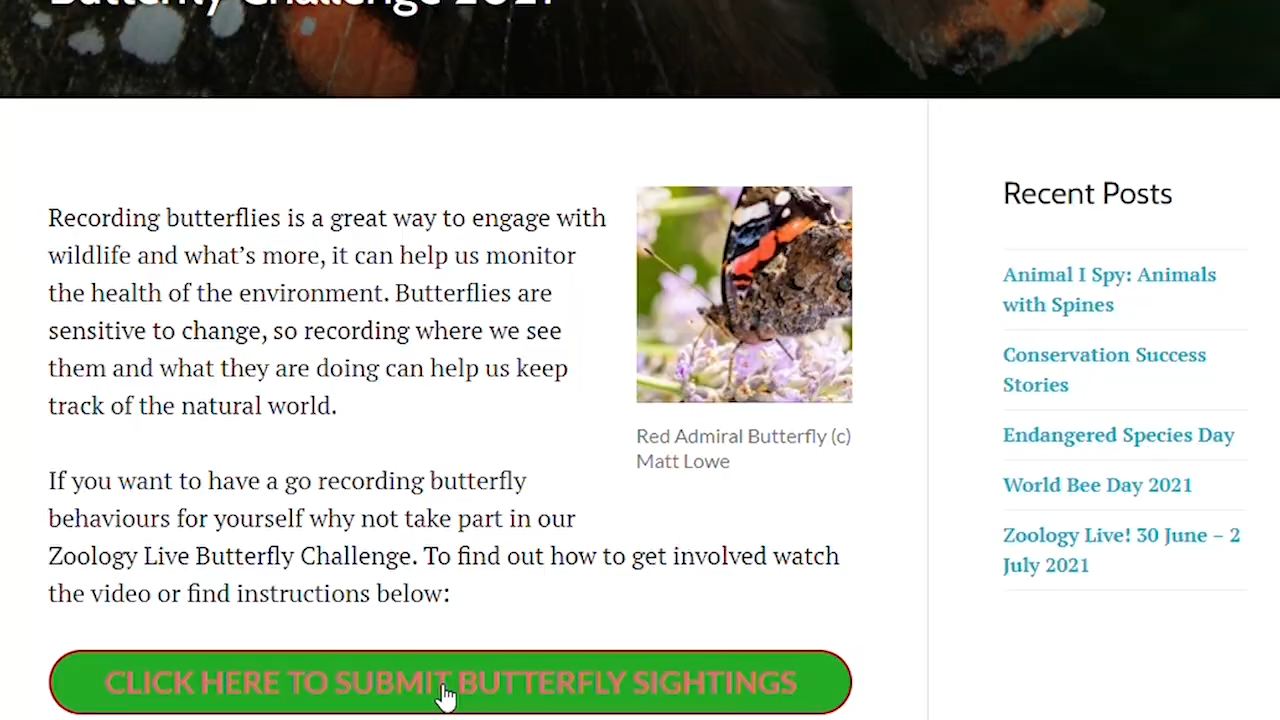 Butterfly Challenge 2021
Recording butterflies is a great way to engage with
wildlife and what’s more, it can help us monitor
the health of the environment. Butterflies are
sensitive to change, so recording where we see
them and what they are doing can help us keep
track of the natural world.
Red Admiral Butterfly (c)
Matt Lowe
If you want to have a go recording butterfly
behaviours for yourself why not take part in our
Zoology Live Butterfly Challenge. To find out how to get involved watch
the video or find instructions below:
CLICK HERE TO SUBMIT BUTTERFLY SIGHTINGS
Recent Posts
Animal I Spy: Animals
with Spines
Conservation Success
Stories
Endangered Species Day
World Bee Day 2021
Zoology Live! 30 June – 2
July 2021